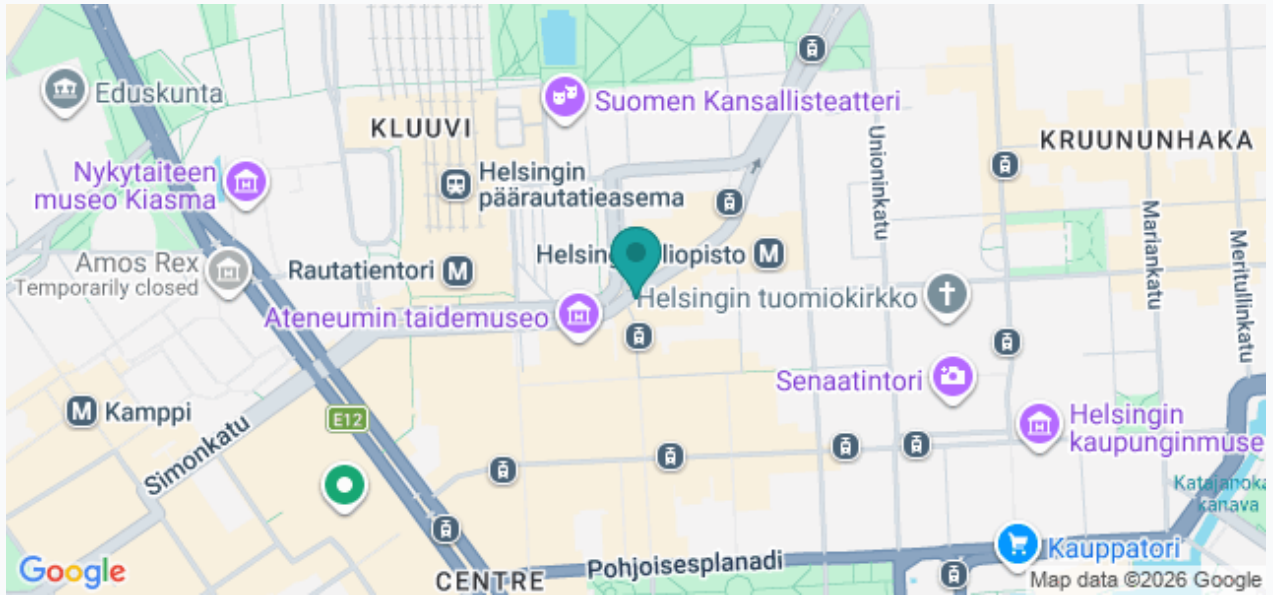 Eduskunta
Suomen Kansallisteatteri
KLUUVI
Unioninkatu
KRUUNUNHAKA
Nykytaiteen
museo Kiasma
Helsingin
päärautatieasema
Mariankatu
Meritullinkatu
Amos Rex
Temporarily closed
Rautatientori
Helsing
liopisto
Helsingin tuomiokirkko
Ateneumin taidemuseo
Senaatintori
Kamppi
E12
Simonkatu
Helsingin
kaupunginmuse
Katajanoka
kanava
Kauppatori
Pohjoisesplanadi
CENTRE
Google
Map data ©2026 Google